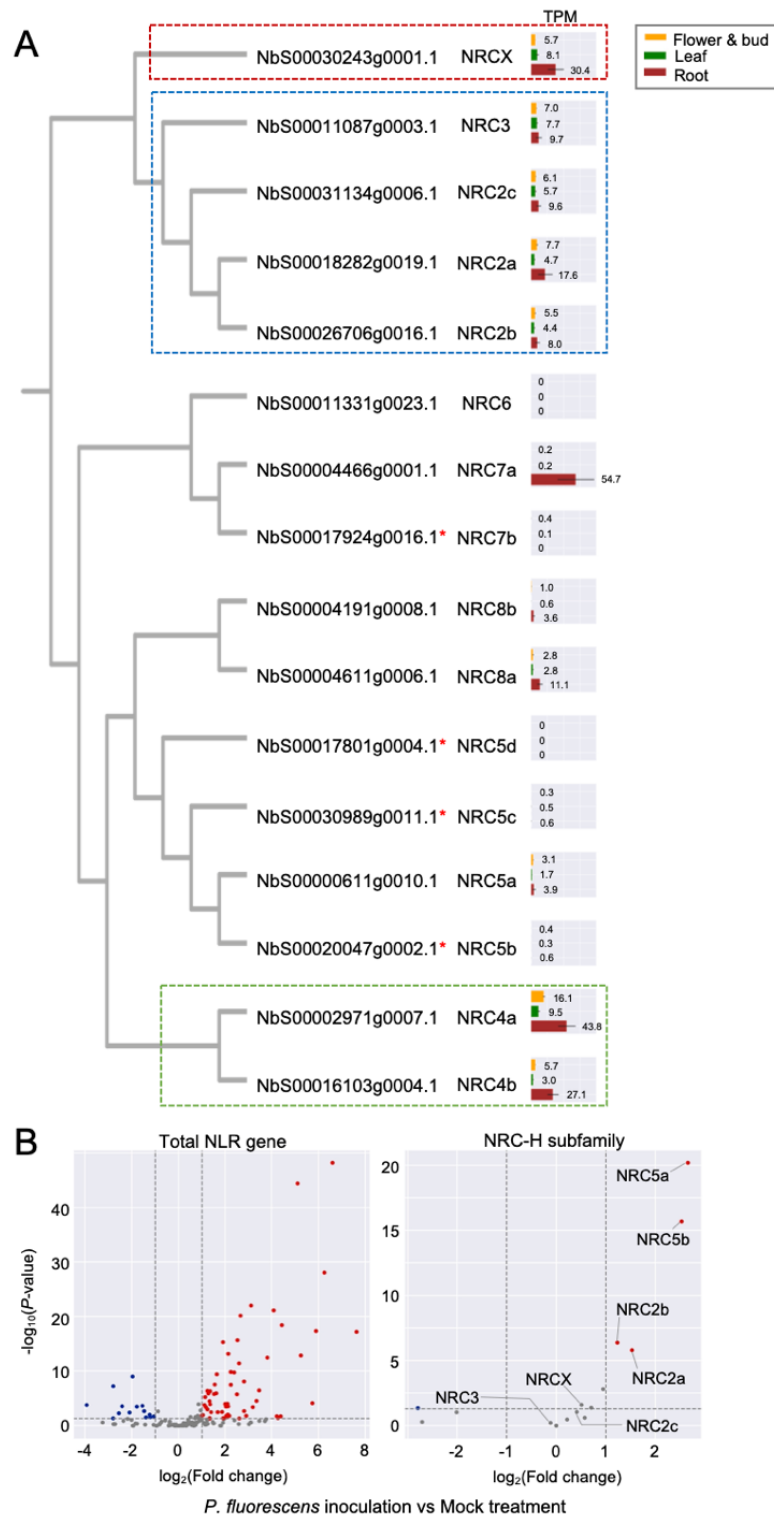 A
TPM
Flower & bud
Leaf
Root
NbS00030243g0001.1 NRCX 5.7 8.1 30.4
NbS00011087g0003.1 NRC3 7.0 7.7 9.7
NbS00031134g0006.1 NRC2c 6.1 5.7 9.6
NbS00018282g0019.1 NRC2a 7.7 4.7 17.6
NbS00026706g0016.1 NRC2b 5.5 4.4 8.0
NbS00011331g0023.1 NRC6 0 0 0
NbS00004466g0001.1 NRC7a 0.2 0.2 54.7
NbS00017924g0016.1* NRC7b 0.4 0.1 0
NbS00004191g0008.1 NRC8b 1.0 0.6 3.6
NbS00004611g0006.1 NRC8a 2.8 2.8 11.1
NbS00017801g0004.1* NRC5d 0 0 0
NbS00030989g0011.1* NRC5c 0.3 0.5 0.6
NbS00000611g0010.1 NRC5a 3.1 1.7 3.9
NbS00020047g0002.1* NRC5b 0.4 0.3 0.6
NbS00002971g0007.1 NRC4a 16.1 9.5 43.8
NbS00016103g0004.1 NRC4b 5.7 3.0 27.1
B
Total NLR gene
-log10(P-value)
40
30
20
10
0
-4 -2 0 2 4 6 8
log2(Fold change)
NRC-H subfamily
20
15
10
5
0
NRC5a
NRC5b
NRC2b
NRC2a
NRCX
NRC3
NRC2c
-2 -1 0 1 2
log2(Fold change)
P. fluorescens inoculation vs Mock treatment